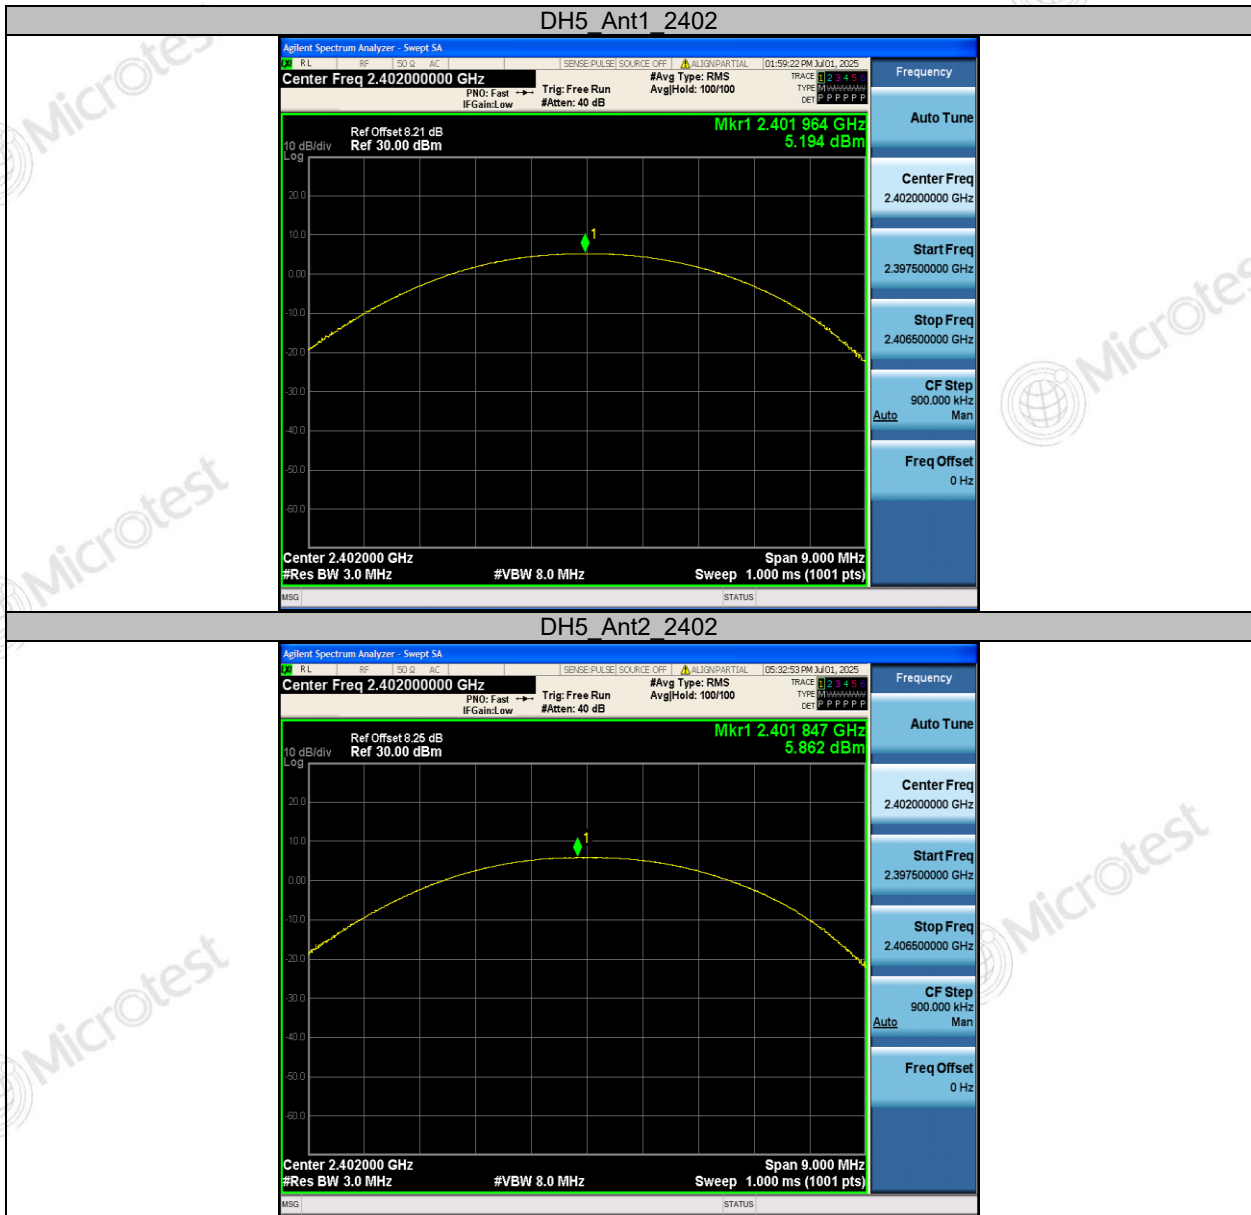 DH5_Ant1_2402
Agilent Spectrum Analyzer - Swept SA
RL RF 50 Ω AC SENSE:PULSE SOURCE OFF ALIGNPARTIAL 01:59:22 PM Jul 01, 2025
Center Freq 2.402000000 GHz
PNO: Fast
IFGain:Low
Trig: Free Run
#Atten: 40 dB
#Avg Type: RMS
Avg|Hold: 100/100
TRACE 1 2 3 4 5 6
TYPE M
DET P P P P P P
Frequency
Mkr1 2.401 964 GHz
5.194 dBm
Ref Offset 8.21 dB
10 dB/div Ref 30.00 dBm
Log
20.0
10.0
0.00
-10.0
-20.0
-30.0
-40.0
-50.0
-60.0
1
Center 2.402000 GHz Span 9.000 MHz
#Res BW 3.0 MHz #VBW 8.0 MHz Sweep 1.000 ms (1001 pts)
MSG STATUS
Auto Tune
Center Freq
2.402000000 GHz
Start Freq
2.397500000 GHz
Stop Freq
2.406500000 GHz
CF Step
900.000 kHz
Auto Man
Freq Offset
0 Hz
DH5_Ant2_2402
Agilent Spectrum Analyzer - Swept SA
RL RF 50 Ω AC SENSE:PULSE SOURCE OFF ALIGNPARTIAL 05:32:53 PM Jul 01, 2025
Center Freq 2.402000000 GHz
PNO: Fast
IFGain:Low
Trig: Free Run
#Atten: 40 dB
#Avg Type: RMS
Avg|Hold: 100/100
TRACE 1 2 3 4 5 6
TYPE M
DET P P P P P P
Frequency
Mkr1 2.401 847 GHz
5.862 dBm
Ref Offset 8.25 dB
10 dB/div Ref 30.00 dBm
Log
20.0
10.0
0.00
-10.0
-20.0
-30.0
-40.0
-50.0
-60.0
1
Center 2.402000 GHz Span 9.000 MHz
#Res BW 3.0 MHz #VBW 8.0 MHz Sweep 1.000 ms (1001 pts)
MSG STATUS
Auto Tune
Center Freq
2.402000000 GHz
Start Freq
2.397500000 GHz
Stop Freq
2.406500000 GHz
CF Step
900.000 kHz
Auto Man
Freq Offset
0 Hz
Microtest
Microtest
Microtest
Microtest
Microtest